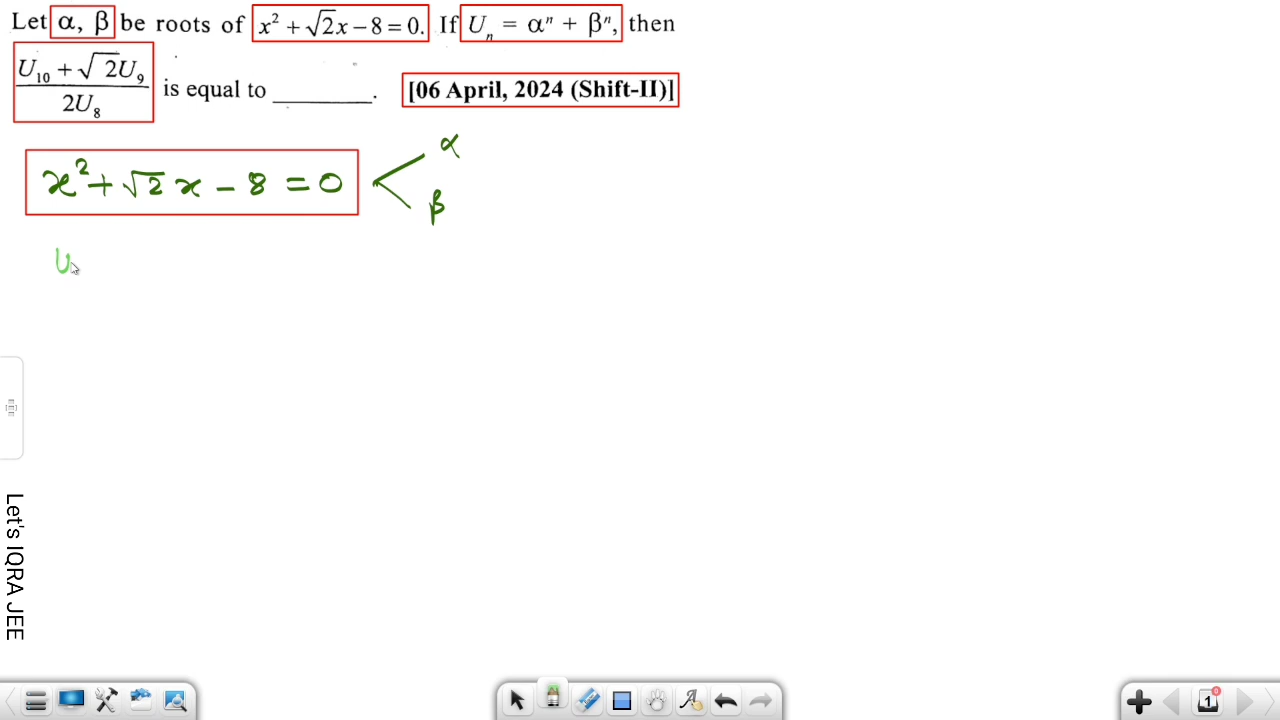 Let α, β be roots of x² + √2x − 8 = 0. If Uₙ = αⁿ + βⁿ, then
(U₁₀ + √2U₉)/(2U₈) is equal to ________. [06 April, 2024 (Shift-II)]
α
x² + √2 x − 8 = 0
β
U
Let's IQRA JEE
1